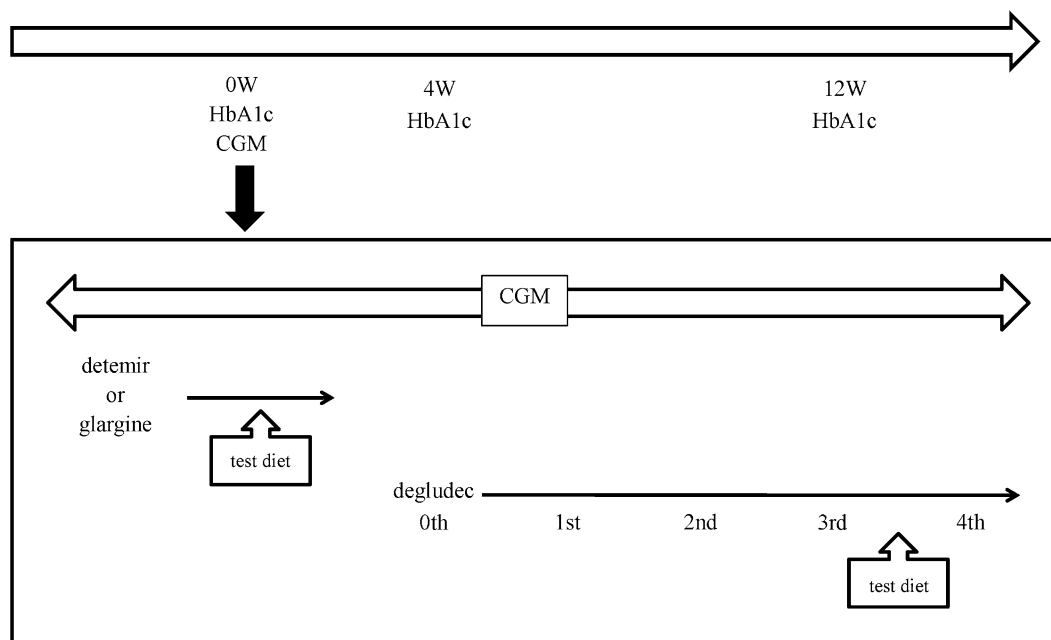 0W
HbA1c
CGM
4W
HbA1c
12W
HbA1c
CGM
detemir
or
glargine
test diet
degludec
0th 1st 2nd 3rd 4th
test diet